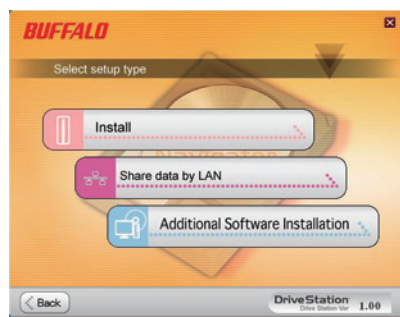 BUFFALO
Select setup type
Install
Navigator
Share data by LAN
Additional Software Installation
Back
DriveStation
Drive Station Ver 1.00